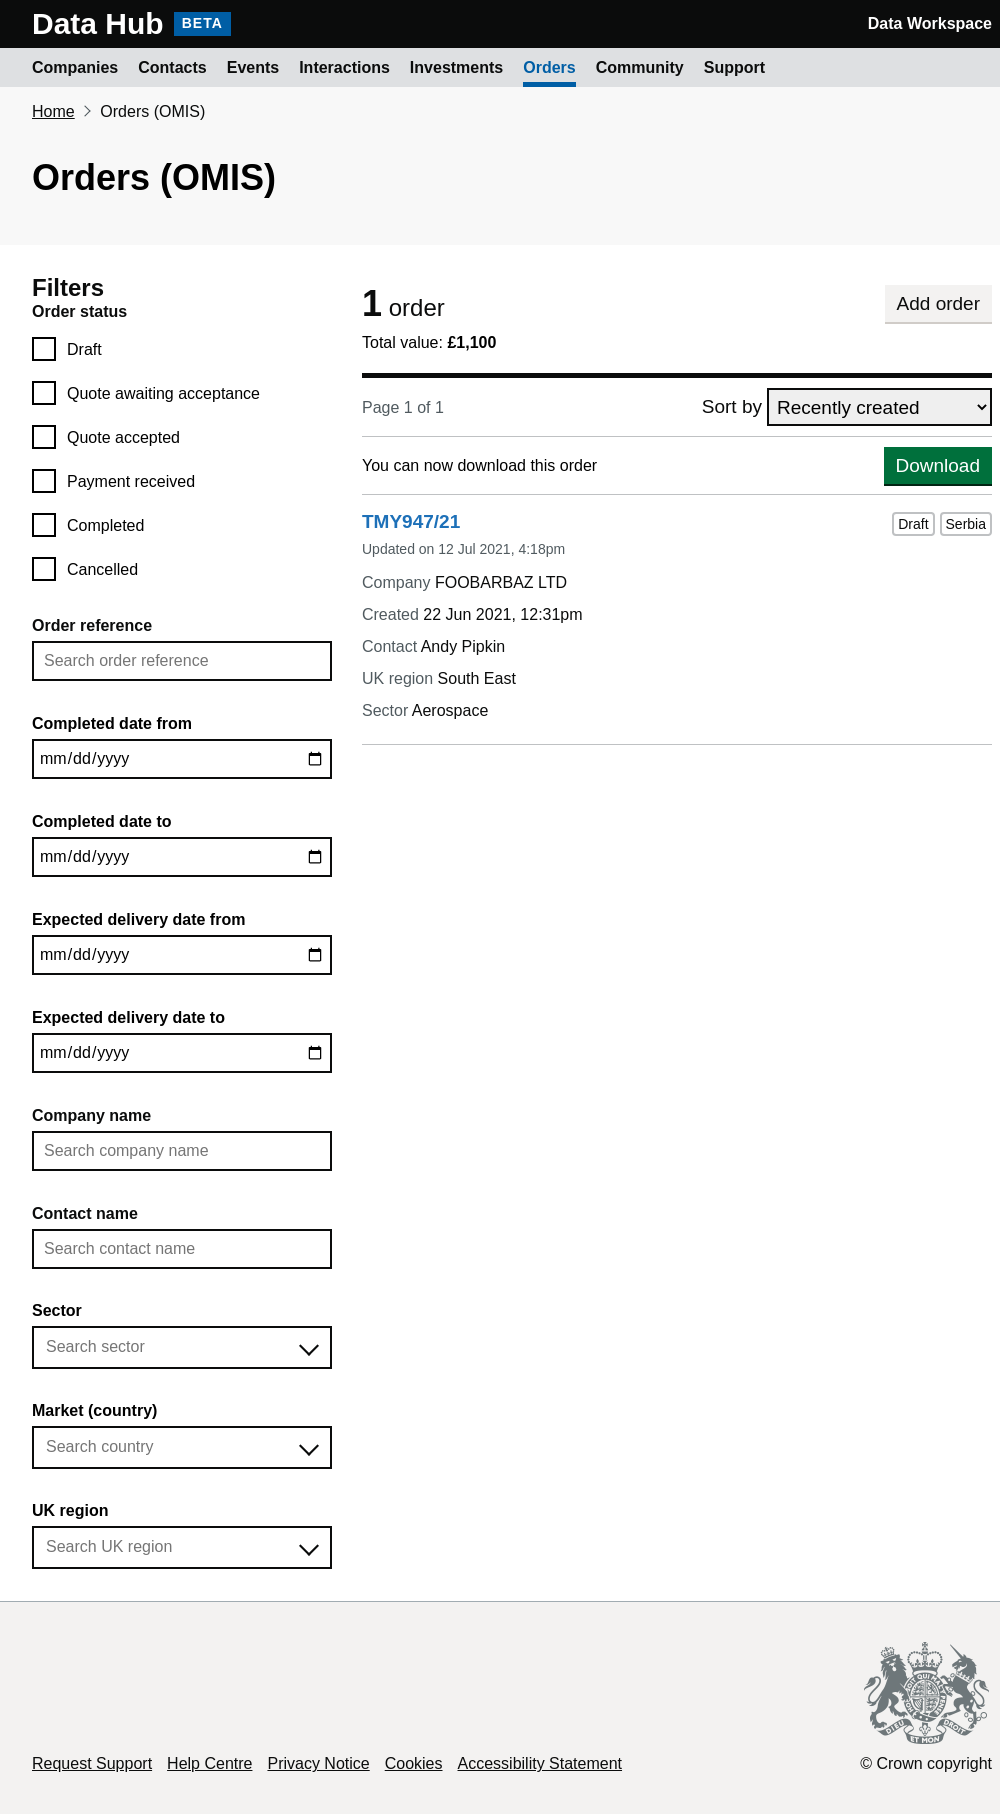 Data Hub BETA Data Workspace
Companies Contacts Events Interactions Investments Orders Community Support
Home Orders (OMIS)
Orders (OMIS)
Filters
Order status
Draft
Quote awaiting acceptance
Quote accepted
Payment received
Completed
Cancelled
Order reference
Search order reference
Completed date from
mm/dd/yyyy
Completed date to
mm/dd/yyyy
Expected delivery date from
mm/dd/yyyy
Expected delivery date to
mm/dd/yyyy
Company name
Search company name
Contact name
Search contact name
Sector
Search sector
Market (country)
Search country
UK region
Search UK region
1 order Add order
Total value: £1,100
Page 1 of 1 Sort by Recently created
You can now download this order Download
TMY947/21 Draft Serbia
Updated on 12 Jul 2021, 4:18pm
Company FOOBARBAZ LTD
Created 22 Jun 2021, 12:31pm
Contact Andy Pipkin
UK region South East
Sector Aerospace
DIEU ET MON DROIT
Request Support Help Centre Privacy Notice Cookies Accessibility Statement © Crown copyright